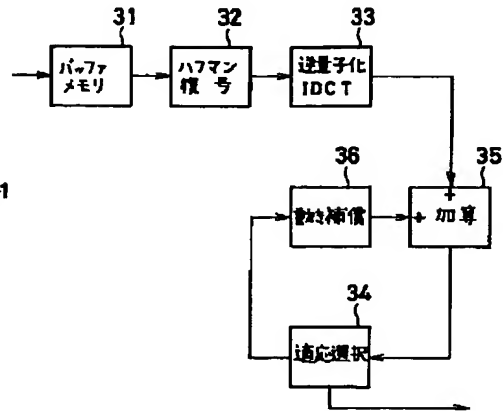 31
32
33
バッファ
メモリ
ハフマン
復号
逆量子化
IDCT
36
35
動き補償
+
+ 加算
34
適応選択